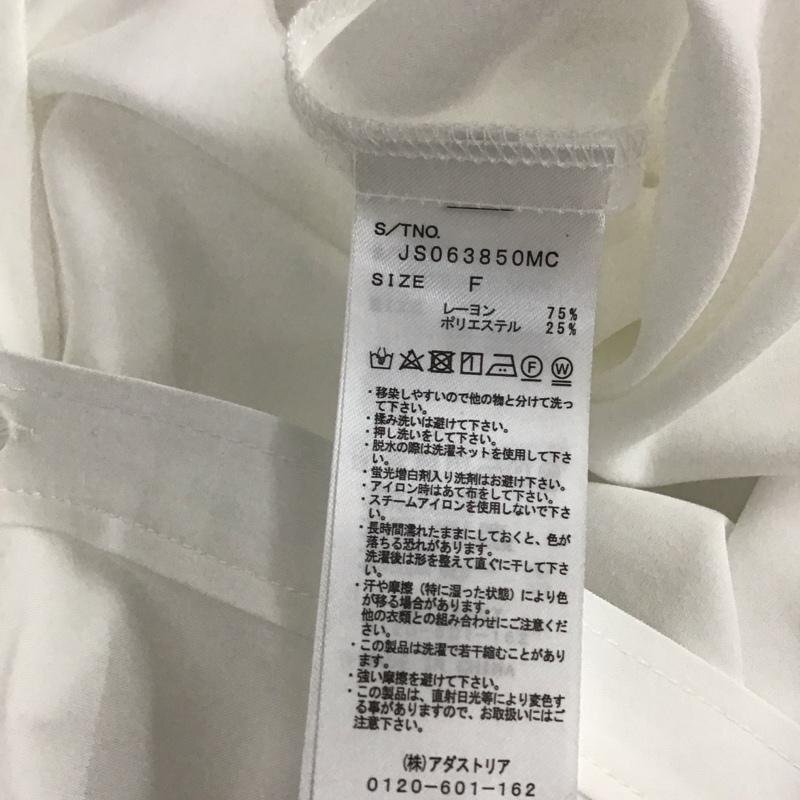 S/TNO.
JS063850MC
SIZE F
レーヨン 75%
ポリエステル 25%
F W
・移染しやすいので他の物と分けて洗っ
て下さい。
・揉み洗いは避けて下さい。
・押し洗いをして下さい。
・脱水の際は洗濯ネットを使用して下さ
い。
・蛍光増白剤入り洗剤はお避け下さい。
・アイロン時はあて布をして下さい。
・スチームアイロンを使用しないで下さ
い。
・長時間濡れたままにしておくと、色が
落ちる恐れがあります。
洗濯後は形を整えて直ぐに干して下さ
い。
・汗や摩擦（特に湿った状態）により色
が移る場合があります。
他の衣類との組み合わせにご注意くだ
さい。
・この製品は洗濯で若干縮むことがあり
ます。
・強い摩擦を避けて下さい。
・この製品は、直射日光等により変色す
る事がありますので、お取扱いにはご
注意下さい。
(株)アダストリア
0120-601-162